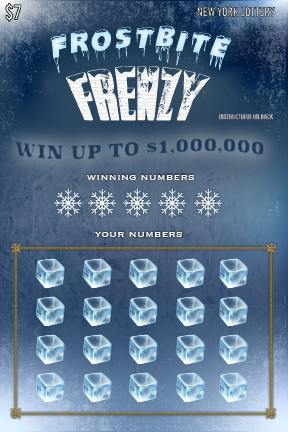 $7
NEW YORK LOTTERY
FROSTBITE
FRENZY
INSTRUCTIONS ON BACK
WIN UP TO $1,000,000
WINNING NUMBERS
YOUR NUMBERS